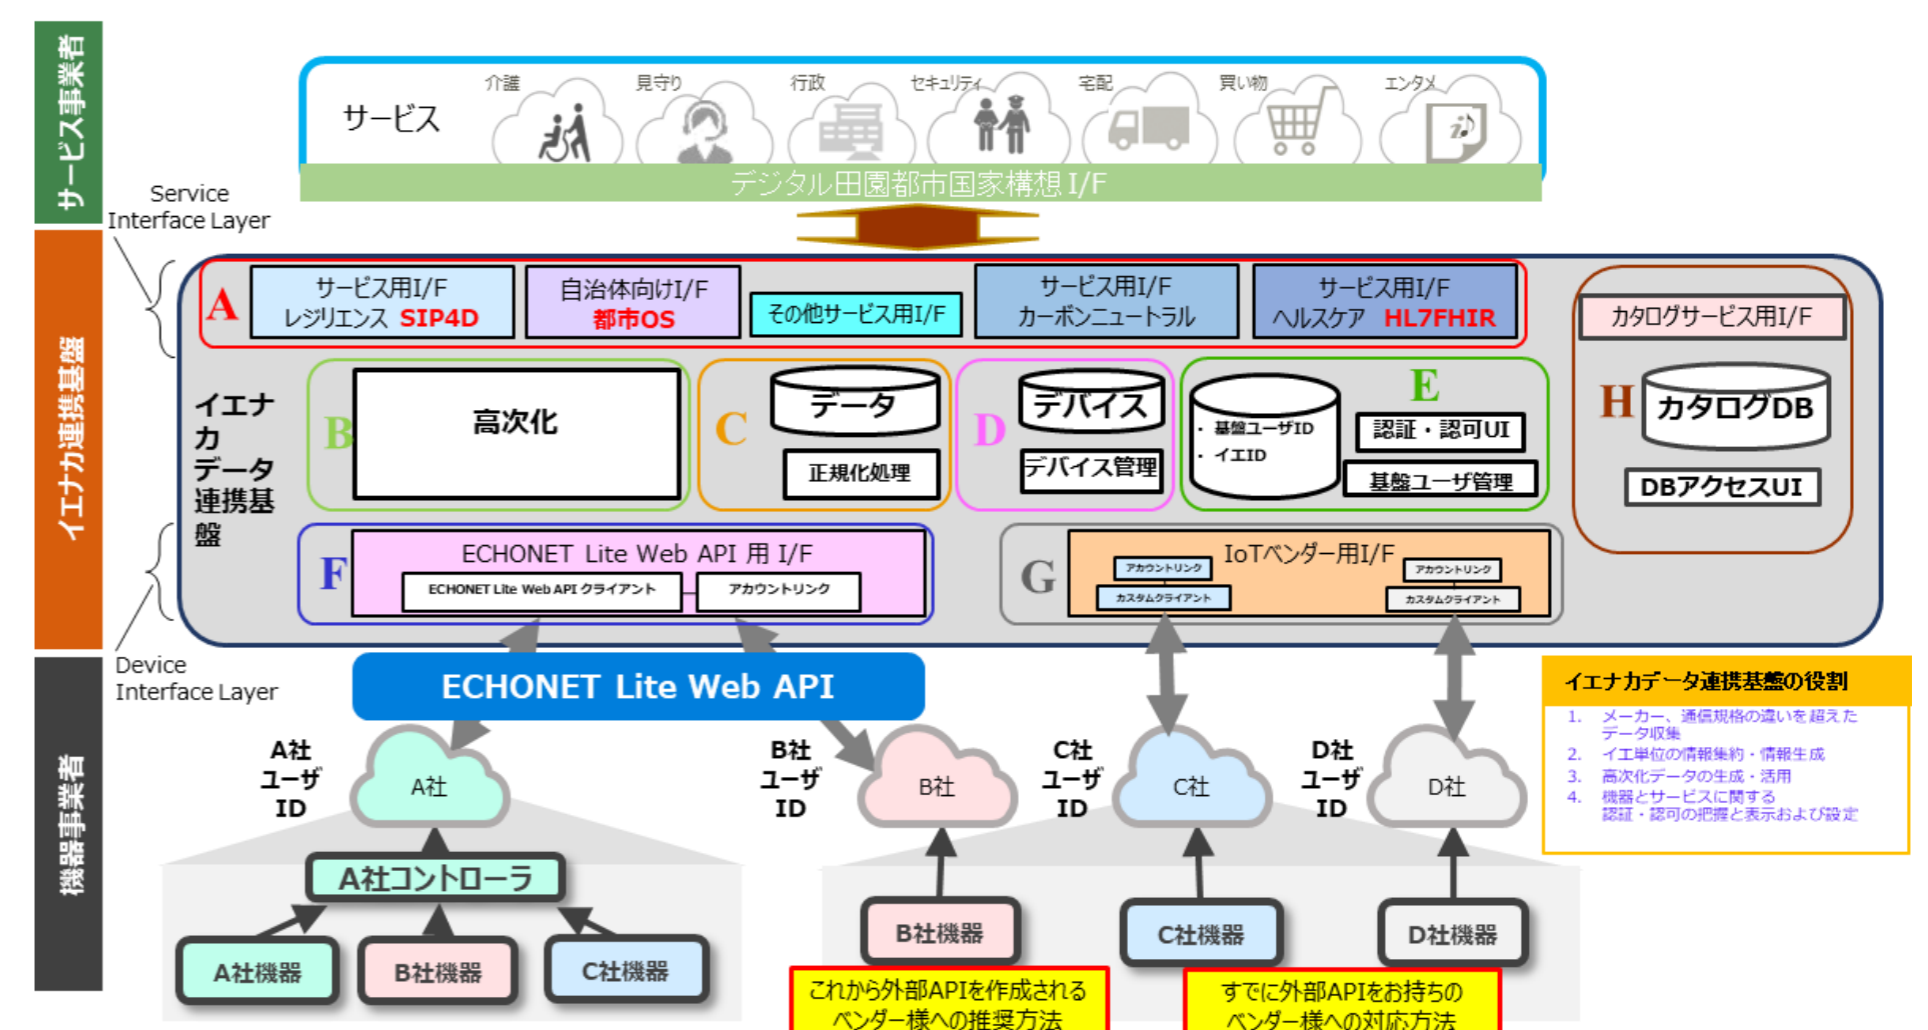 サービス事業者
介護
見守り
行政
セキュリティ
宅配
買い物
エンタメ
サービス
デジタル田園都市国家構想 I/F
Service
Interface Layer
イエナカ連携基盤
A
サービス用I/F
レジリエンス SIP4D
自治体向けI/F
都市OS
その他サービス用I/F
サービス用I/F
カーボンニュートラル
サービス用I/F
ヘルスケア HL7FHIR
カタログサービス用I/F
イエナ
カ
データ
連携基
盤
B
高次化
C
データ
正規化処理
D
デバイス
デバイス管理
・ 基盤ユーザID
・ イエID
E
認証・認可UI
基盤ユーザ管理
H
カタログDB
DBアクセスUI
F
ECHONET Lite Web API 用 I/F
ECHONET Lite Web API クライアント
アカウントリンク
G
IoTベンダー用I/F
アカウントリンク
カスタムクライアント
アカウントリンク
カスタムクライアント
Device
Interface Layer
機器事業者
ECHONET Lite Web API
A社
ユーザ
ID
A社
B社
ユーザ
ID
B社
C社
ユーザ
ID
C社
D社
ユーザ
ID
D社
A社コントローラ
A社機器
B社機器
C社機器
B社機器
C社機器
D社機器
これから外部APIを作成される
ベンダー様への推奨方法
すでに外部APIをお持ちの
ベンダー様への対応方法
イエナカデータ連携基盤の役割
1. メーカー、通信規格の違いを超えた
データ収集
2. イエ単位の情報集約・情報生成
3. 高次化データの生成・活用
4. 機器とサービスに関する
認証・認可の把握と表示および設定